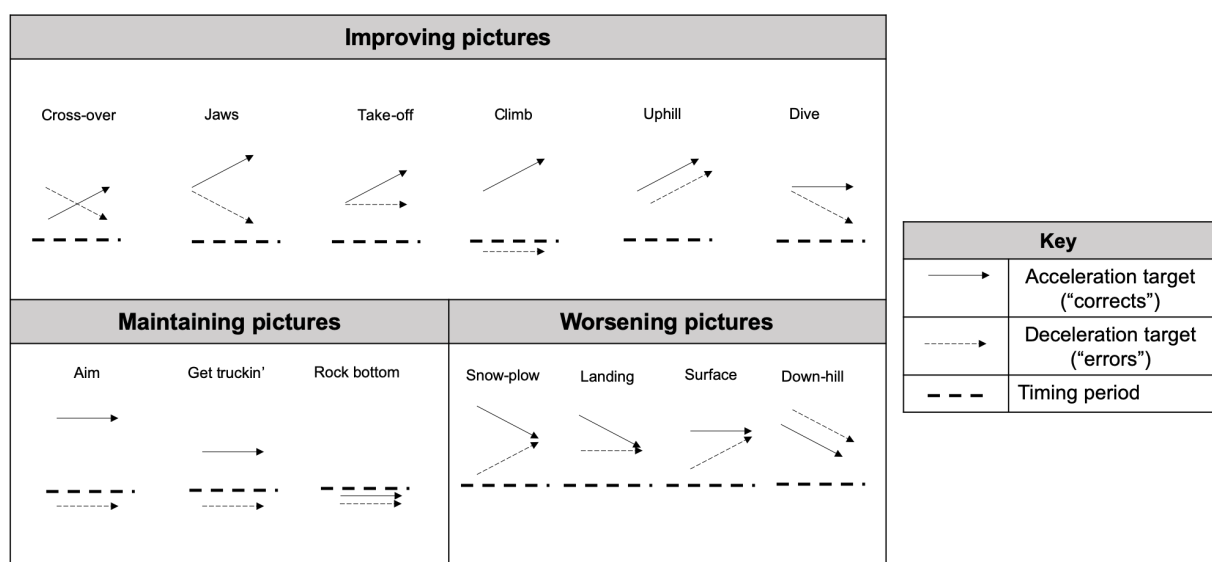 Improving pictures
Cross-over
Jaws
Take-off
Climb
Uphill
Dive
Maintaining pictures
Aim
Get truckin’
Rock bottom
Worsening pictures
Snow-plow
Landing
Surface
Down-hill
Key
Acceleration target
(“corrects”)
Deceleration target
(“errors”)
Timing period